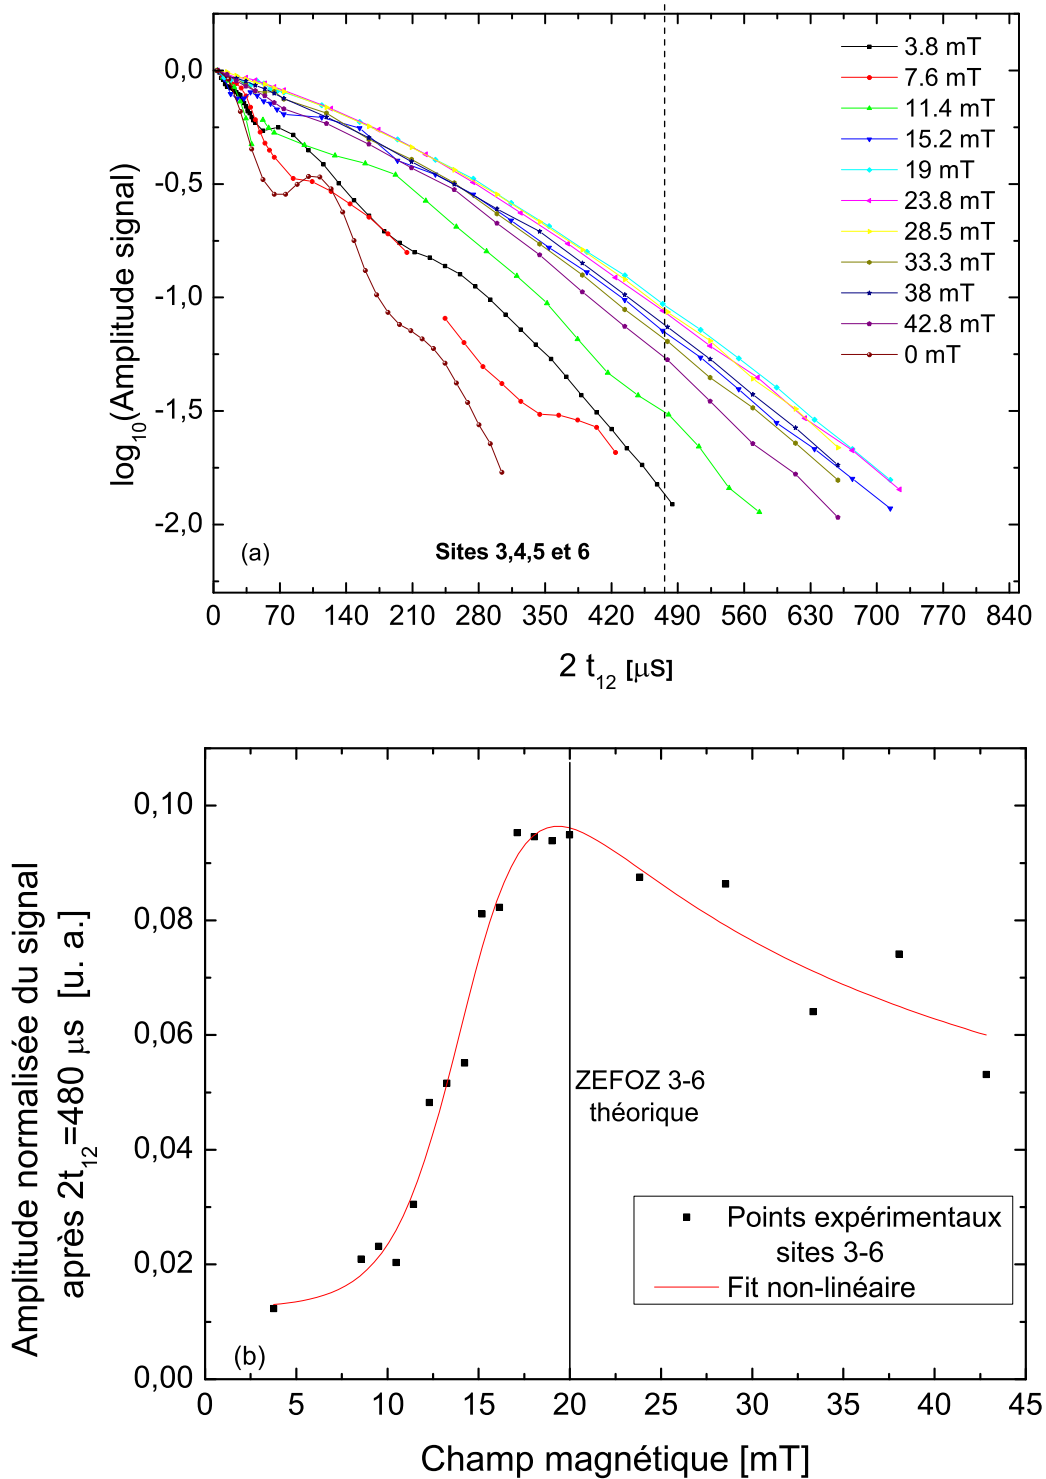 0,0
-0,5
-1,0
-1,5
-2,0
log₁₀(Amplitude signal)
3.8 mT
7.6 mT
11.4 mT
15.2 mT
19 mT
23.8 mT
28.5 mT
33.3 mT
38 mT
42.8 mT
0 mT
(a)
Sites 3,4,5 et 6
0 70 140 210 280 350 420 490 560 630 700 770 840
2 t₁₂ [µs]
0,10
0,08
0,06
0,04
0,02
0,00
Amplitude normalisée du signal
après 2t₁₂=480 µs [u. a.]
ZEFOZ 3-6
théorique
Points expérimentaux
sites 3-6
Fit non-linéaire
(b)
0 5 10 15 20 25 30 35 40 45
Champ magnétique [mT]